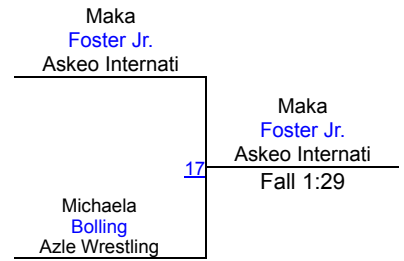 Maka
Foster Jr.
Askeo Internati
Maka
Foster Jr.
Askeo Internati
17
Fall 1:29
Michaela
Bolling
Azle Wrestling